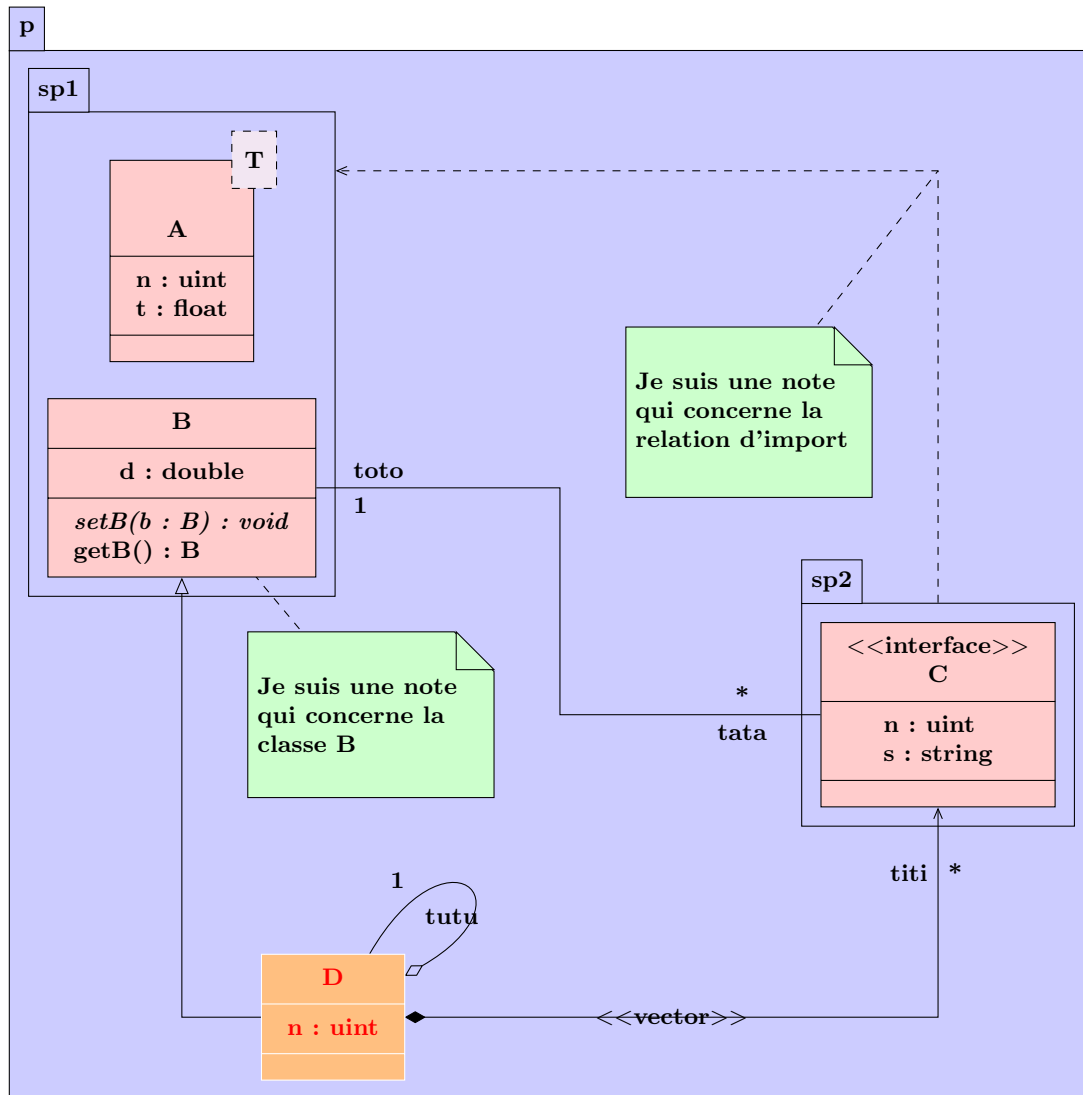 p
sp1
T
A
n : uint
t : float
B
d : double
setB(b : B) : void
getB() : B
toto
1
Je suis une note
qui concerne la
relation d'import
sp2
<<interface>>
C
n : uint
s : string
*
tata
Je suis une note
qui concerne la
classe B
titi *
1
tutu
D
n : uint
<<vector>>